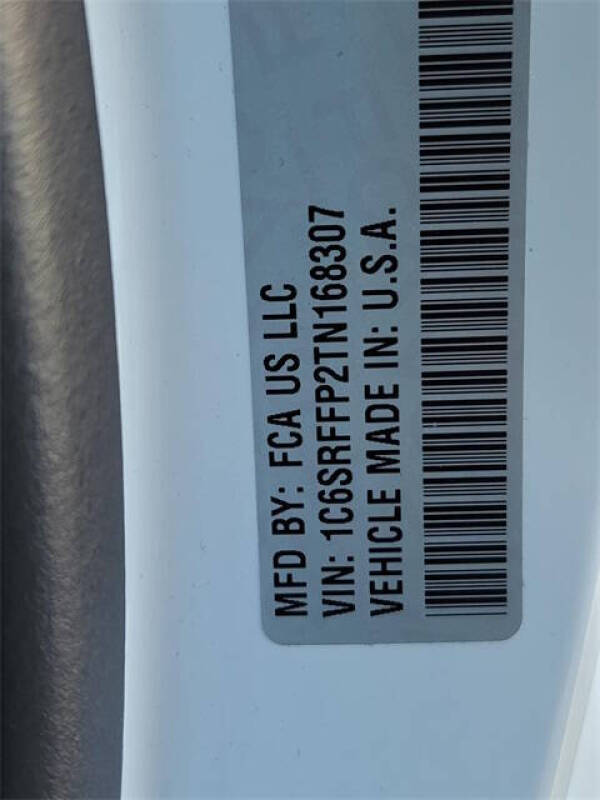 MFD BY: FCA US LLC
VIN: 1C6SRFFP2TN168307
VEHICLE MADE IN: U.S.A.